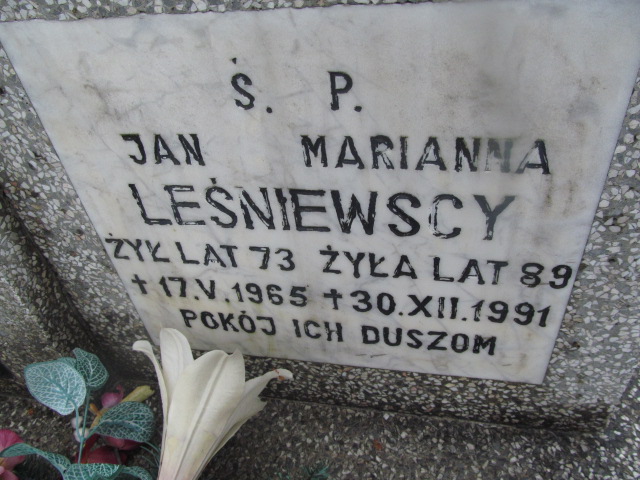 Ś. P.
JAN MARIANNA
LEŚNIEWSCY
ŻYŁ LAT 73 ŻYŁA LAT 89
+ 17.V.1965 + 30.XII.1991
POKÓJ ICH DUSZOM